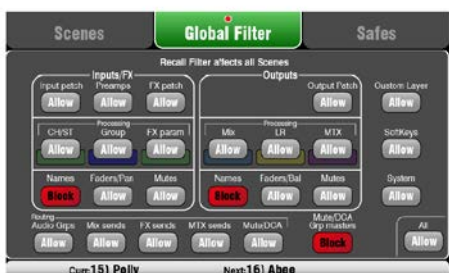 Scenes Global Filter Safes
Recall Filter affects all Scenes
Inputs/FX Outputs
Input patch Preamps FX patch Output Patch Custom Layer
Allow Allow Allow Allow Allow
Processing Processing
CH/ST Group FX param Mix LR MTX SoftKeys
Allow Allow Allow Allow Allow Allow Allow
Names Faders/Pan Mutes Names Faders/Bal Mutes System
Block Allow Allow Block Allow Allow Allow
Routing
Audio Grps Mix sends FX sends MTX sends Mute/DCA Mute/DCA Grp masters All
Allow Allow Allow Allow Allow Block Allow
Curr:15) Polly Next:16) Abge